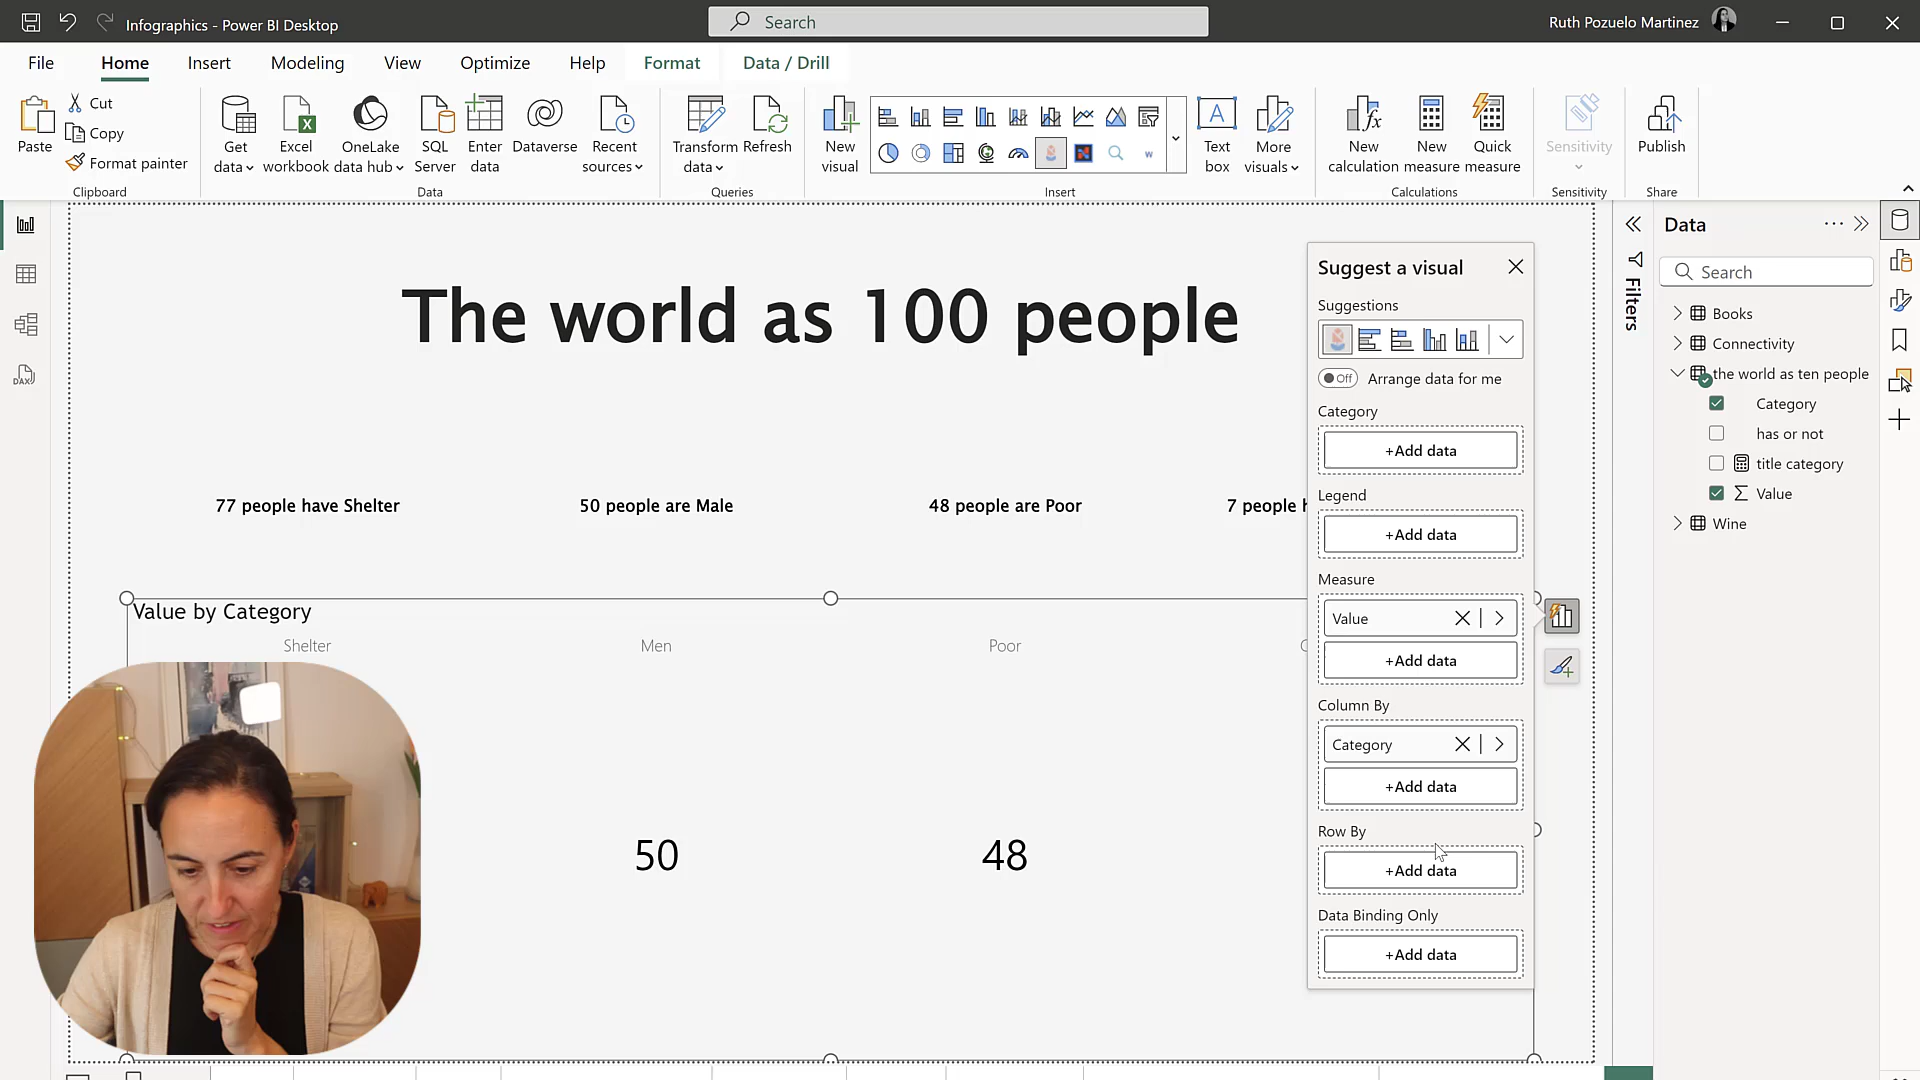 Infographics - Power BI Desktop
Search
Ruth Pozuelo Martinez
File
Home
Insert
Modeling
View
Optimize
Help
Format
Data / Drill
Paste
Cut
Copy
Format painter
Clipboard
Get
data
Excel
workbook
OneLake
data hub
SQL
Server
Enter
data
Dataverse
Recent
sources
Data
Transform
data
Refresh
Queries
New
visual
Insert
Text
box
More
visuals
New
calculation
New
measure
Quick
measure
Calculations
Sensitivity
Sensitivity
Publish
Share
The world as 100 people
77 people have Shelter
50 people are Male
48 people are Poor
7 people
Value by Category
Shelter
Men
Poor
50
48
Suggest a visual
Suggestions
Off
Arrange data for me
Category
+Add data
Legend
+Add data
Measure
Value
+Add data
Column By
Category
+Add data
Row By
+Add data
Data Binding Only
+Add data
Filters
Data
Search
Books
Connectivity
the world as ten people
Category
has or not
title category
Value
Wine
DAX